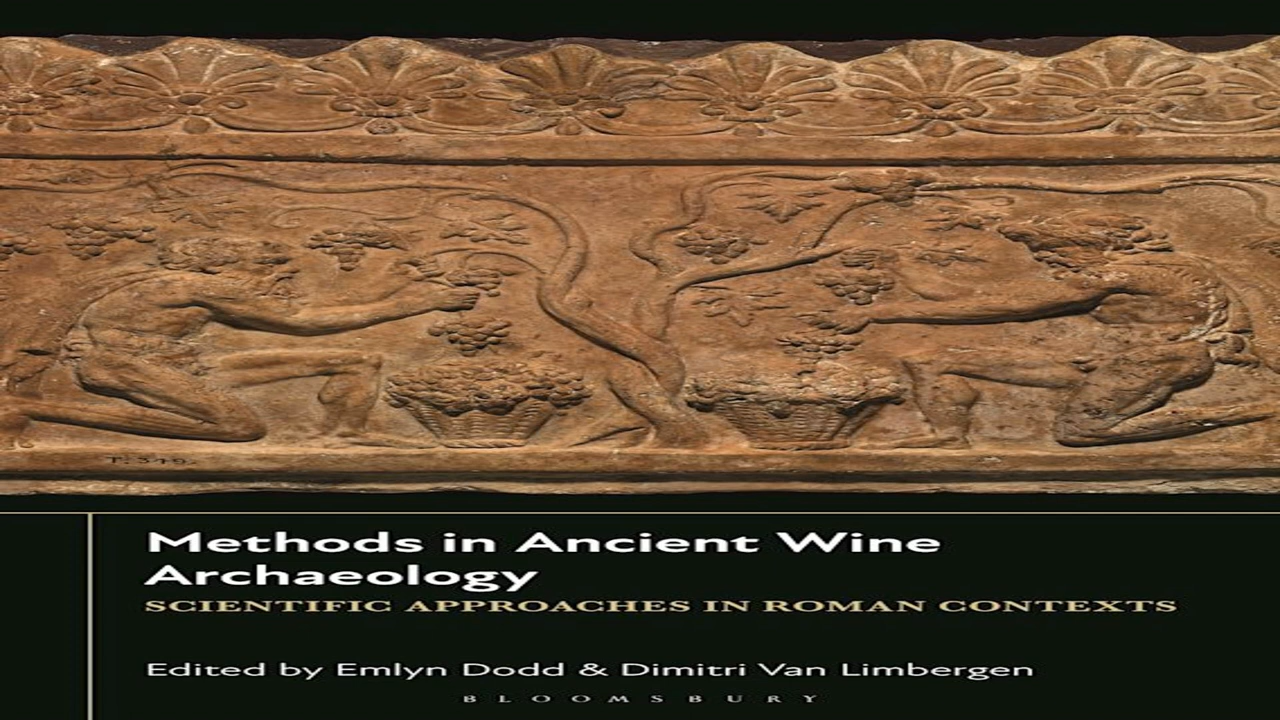 T. 349.
Methods in Ancient Wine
Archaeology
SCIENTIFIC APPROACHES IN ROMAN CONTEXTS
Edited by Emlyn Dodd & Dimitri Van Limbergen
BLOOMSBURY